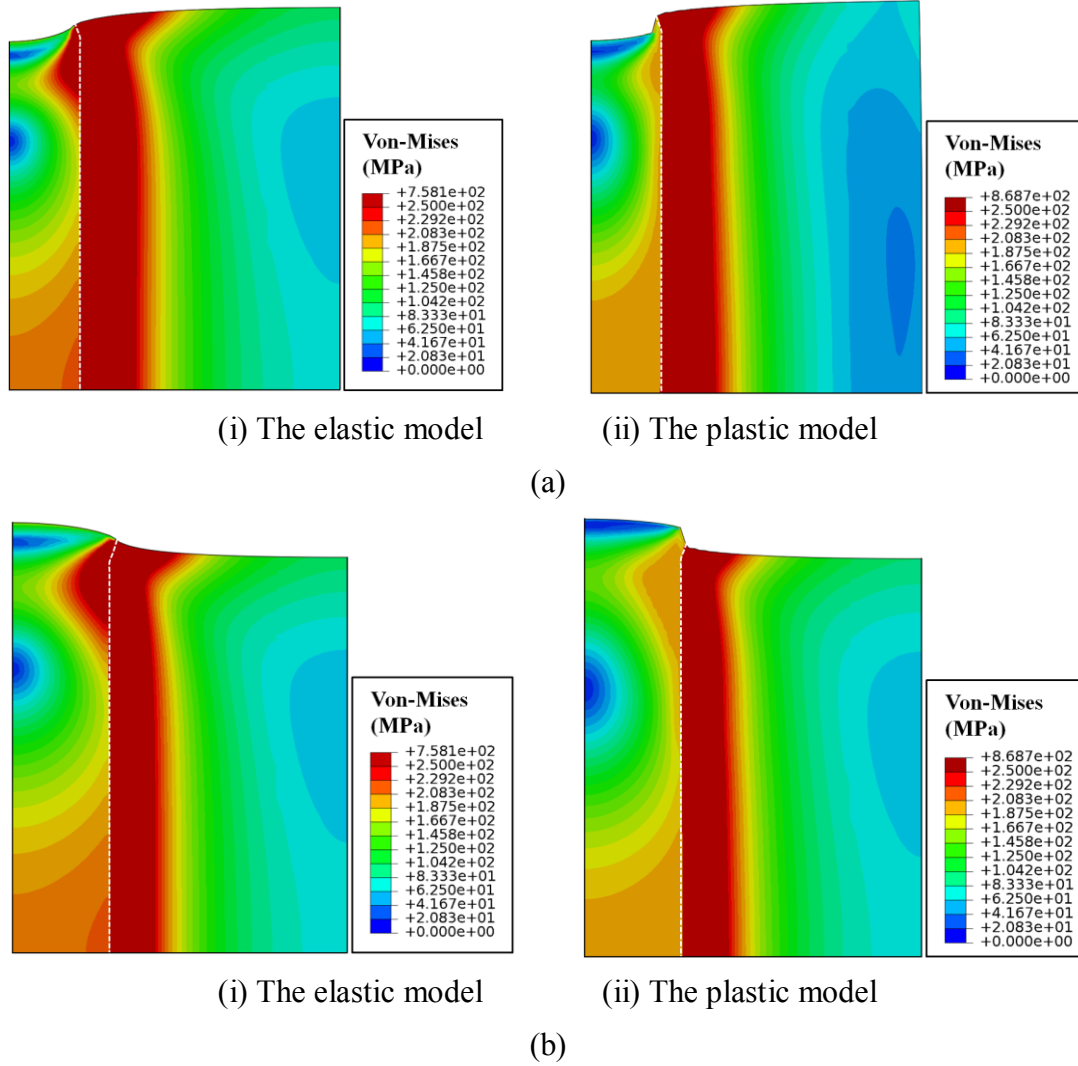 Von-Mises
(MPa)
+7.581e+02
+2.500e+02
+2.292e+02
+2.083e+02
+1.875e+02
+1.667e+02
+1.458e+02
+1.250e+02
+1.042e+02
+8.333e+01
+6.250e+01
+4.167e+01
+2.083e+01
+0.000e+00
Von-Mises
(MPa)
+8.687e+02
+2.500e+02
+2.292e+02
+2.083e+02
+1.875e+02
+1.667e+02
+1.458e+02
+1.250e+02
+1.042e+02
+8.333e+01
+6.250e+01
+4.167e+01
+2.083e+01
+0.000e+00
(i) The elastic model
(ii) The plastic model
(a)
Von-Mises
(MPa)
+7.581e+02
+2.500e+02
+2.292e+02
+2.083e+02
+1.875e+02
+1.667e+02
+1.458e+02
+1.250e+02
+1.042e+02
+8.333e+01
+6.250e+01
+4.167e+01
+2.083e+01
+0.000e+00
Von-Mises
(MPa)
+8.687e+02
+2.500e+02
+2.292e+02
+2.083e+02
+1.875e+02
+1.667e+02
+1.458e+02
+1.250e+02
+1.042e+02
+8.333e+01
+6.250e+01
+4.167e+01
+2.083e+01
+0.000e+00
(i) The elastic model
(ii) The plastic model
(b)